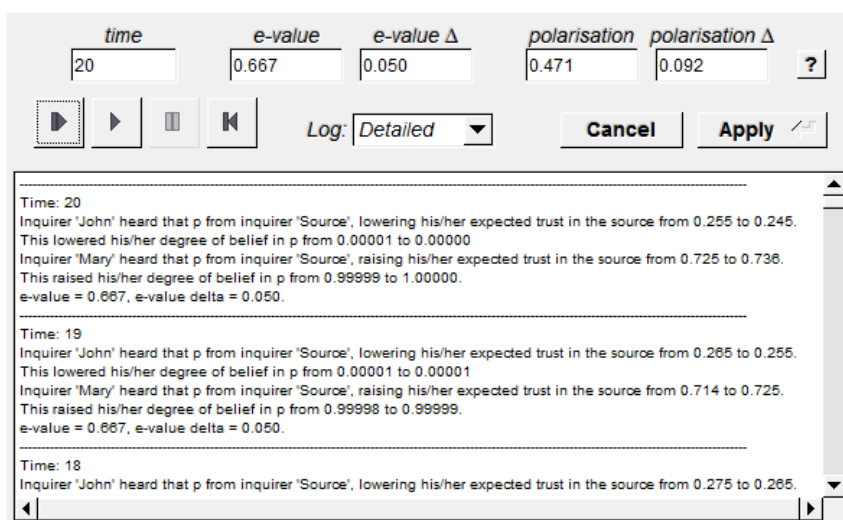 time e-value e-value Δ polarisation polarisation Δ
20 0.667 0.050 0.471 0.092 ?
Log: Detailed Cancel Apply
Time: 20
Inquirer 'John' heard that p from inquirer 'Source', lowering his/her expected trust in the source from 0.255 to 0.245.
This lowered his/her degree of belief in p from 0.00001 to 0.00000
Inquirer 'Mary' heard that p from inquirer 'Source', raising his/her expected trust in the source from 0.725 to 0.736.
This raised his/her degree of belief in p from 0.99999 to 1.00000.
e-value = 0.667, e-value delta = 0.050.
Time: 19
Inquirer 'John' heard that p from inquirer 'Source', lowering his/her expected trust in the source from 0.265 to 0.255.
This lowered his/her degree of belief in p from 0.00001 to 0.00001
Inquirer 'Mary' heard that p from inquirer 'Source', raising his/her expected trust in the source from 0.714 to 0.725.
This raised his/her degree of belief in p from 0.99998 to 0.99999.
e-value = 0.667, e-value delta = 0.050.
Time: 18
Inquirer 'John' heard that p from inquirer 'Source', lowering his/her expected trust in the source from 0.275 to 0.265.